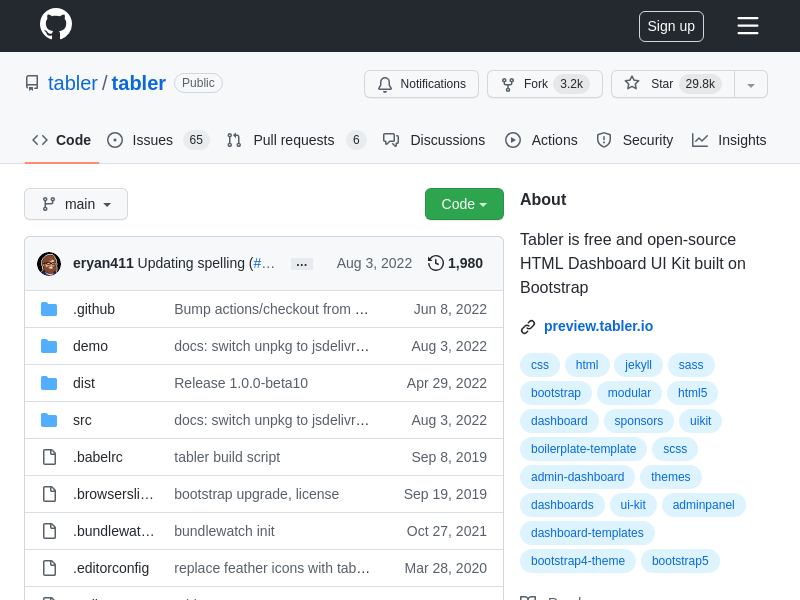 Sign up
tabler / tabler Public
Notifications Fork 3.2k Star 29.8k
Code Issues 65 Pull requests 6 Discussions Actions Security Insights
main Code
eryan411 Updating spelling (#… … Aug 3, 2022 1,980
.github Bump actions/checkout from … Jun 8, 2022
demo docs: switch unpkg to jsdelivr… Aug 3, 2022
dist Release 1.0.0-beta10 Apr 29, 2022
src docs: switch unpkg to jsdelivr… Aug 3, 2022
.babelrc tabler build script Sep 8, 2019
.browsersli… bootstrap upgrade, license Sep 19, 2019
.bundlewat… bundlewatch init Oct 27, 2021
.editorconfig replace feather icons with tab… Mar 28, 2020
About
Tabler is free and open-source
HTML Dashboard UI Kit built on
Bootstrap
preview.tabler.io
css html jekyll sass
bootstrap modular html5
dashboard sponsors uikit
boilerplate-template scss
admin-dashboard themes
dashboards ui-kit adminpanel
dashboard-templates
bootstrap4-theme bootstrap5